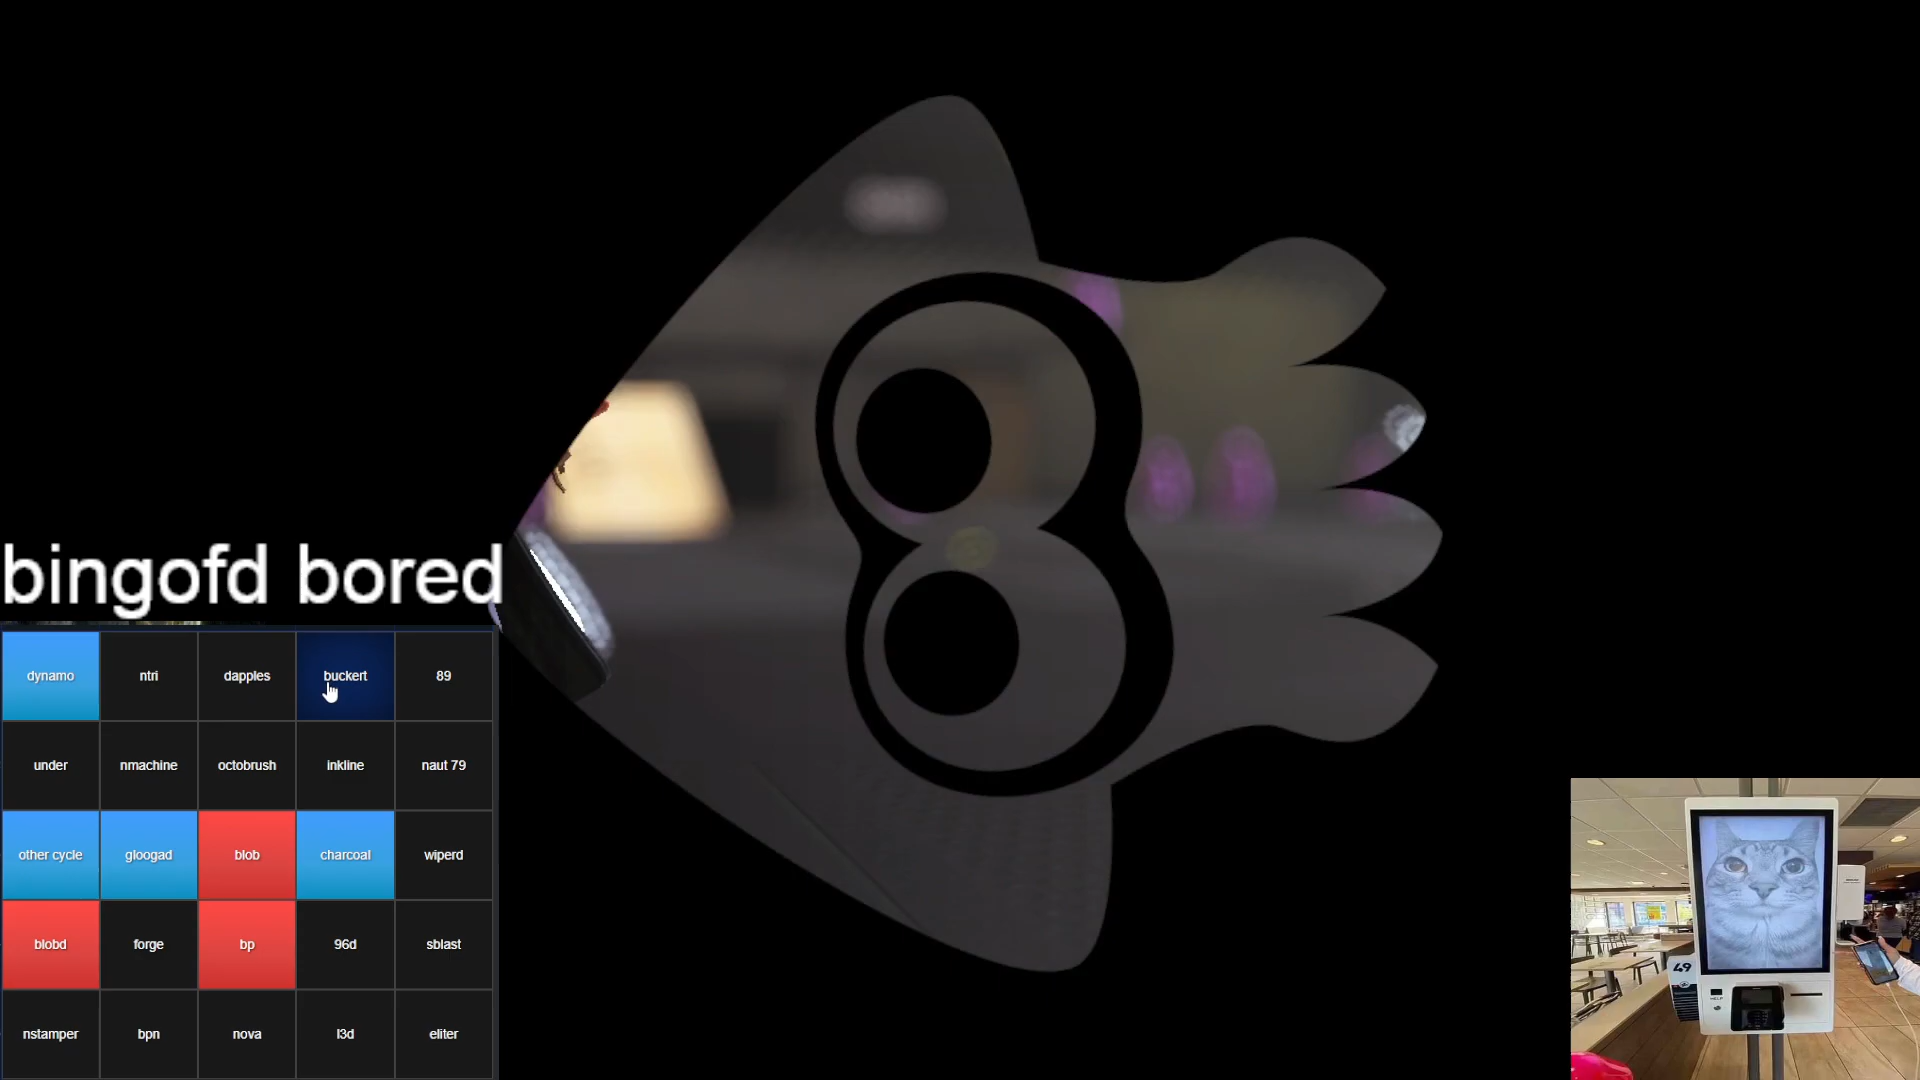 bingofd bored
dynamo ntri dapples buckert 89
under nmachine octobrush inkline naut 79
other cycle gloogad blob charcoal wiperd
blobd forge bp 96d sblast
nstamper bpn nova l3d eliter
49
HELP